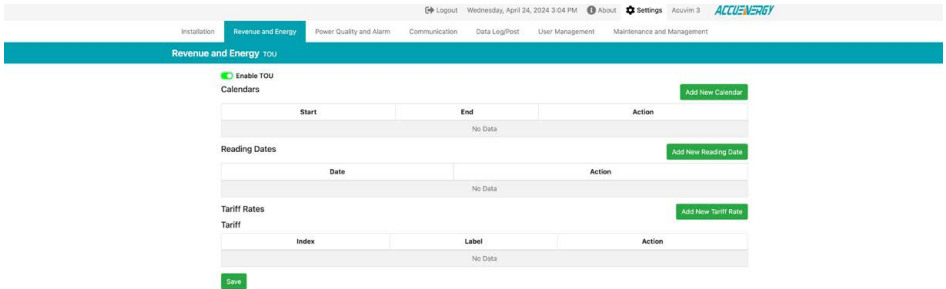 Logout Wednesday, April 24, 2024 3:04 PM About Settings Acuvim 3 ACCUENERGY
Installation Revenue and Energy Power Quality and Alarm Communication Data Log/Post User Management Maintenance and Management
Revenue and Energy TOU
Enable TOU
Calendars Add New Calendar
Start End Action
No Data
Reading Dates Add New Reading Date
Date Action
No Data
Tariff Rates Add New Tariff Rate
Tariff
Index Label Action
No Data
Save